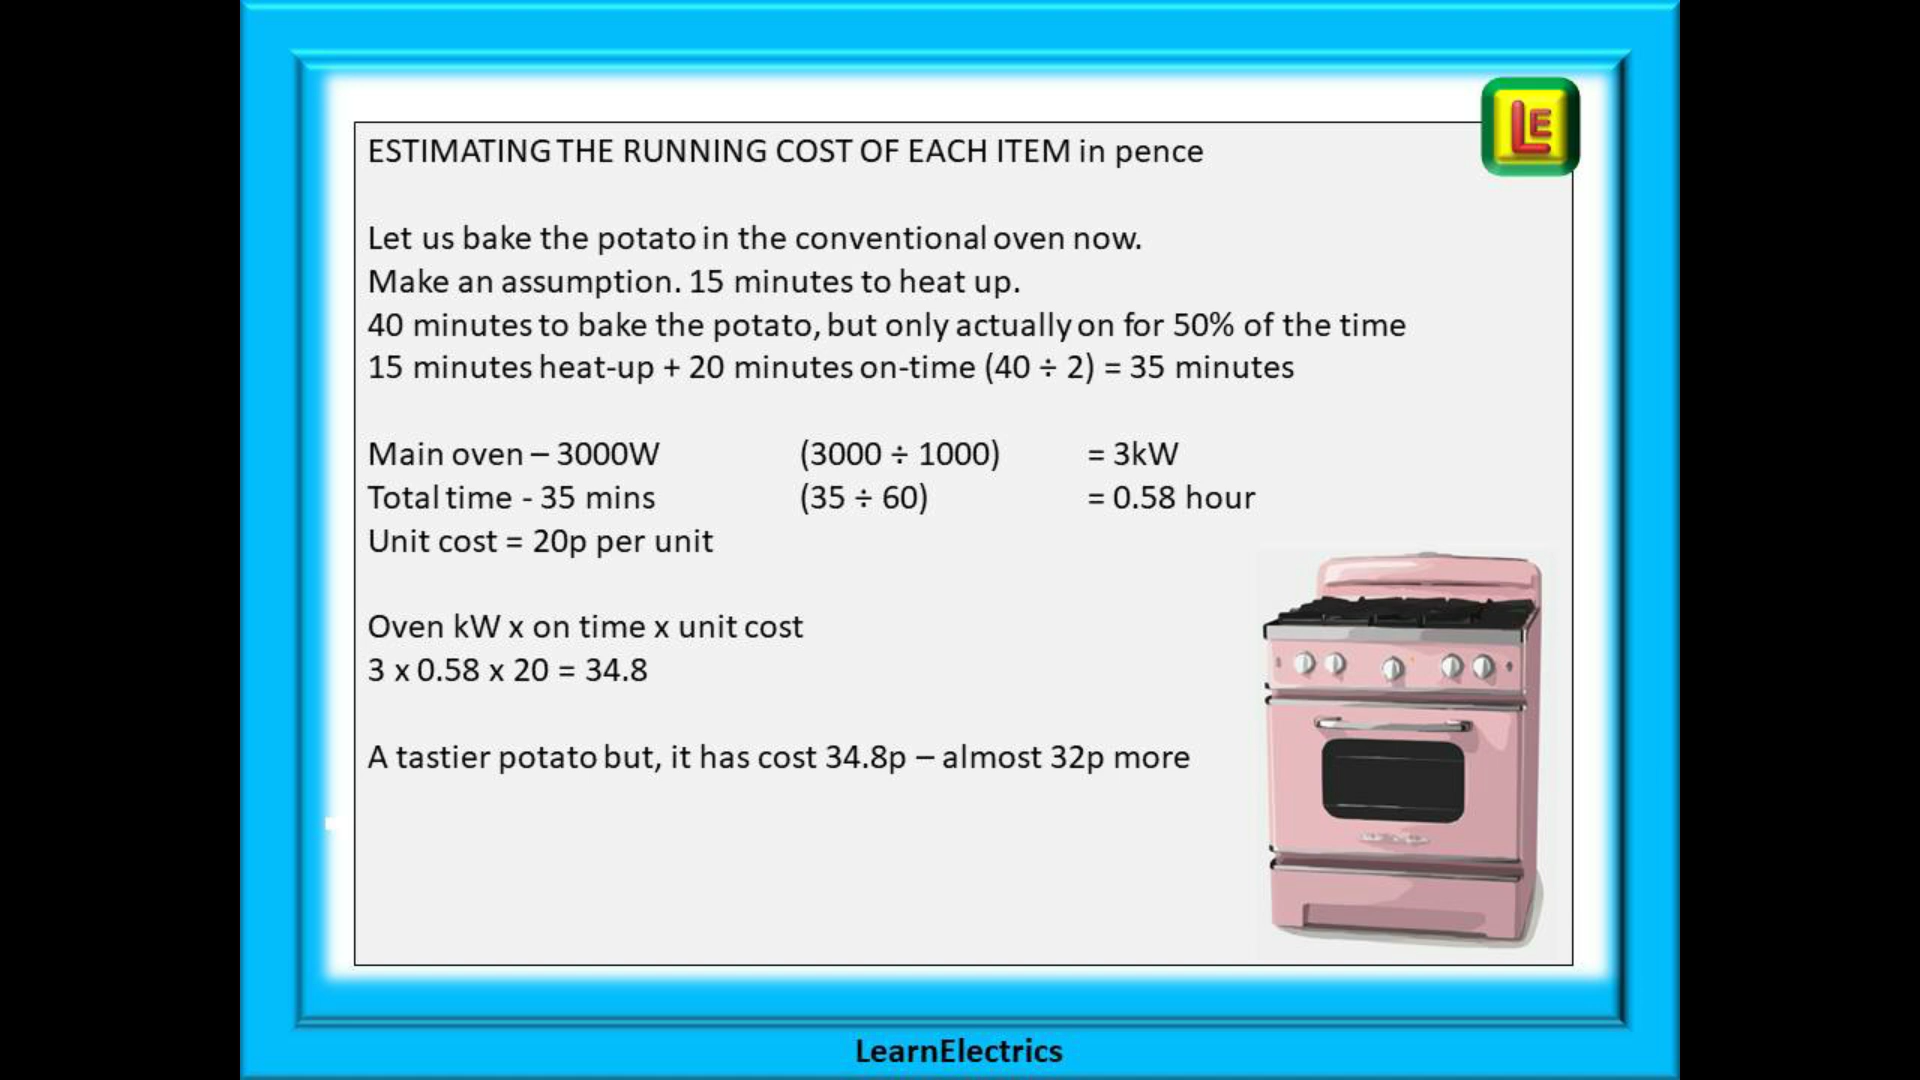 LE
ESTIMATING THE RUNNING COST OF EACH ITEM in pence
Let us bake the potato in the conventional oven now.
Make an assumption. 15 minutes to heat up.
40 minutes to bake the potato, but only actually on for 50% of the time
15 minutes heat-up + 20 minutes on-time (40 ÷ 2) = 35 minutes
Main oven – 3000W (3000 ÷ 1000) = 3kW
Total time - 35 mins (35 ÷ 60) = 0.58 hour
Unit cost = 20p per unit
Oven kW x on time x unit cost
3 x 0.58 x 20 = 34.8
A tastier potato but, it has cost 34.8p – almost 32p more
LearnElectrics